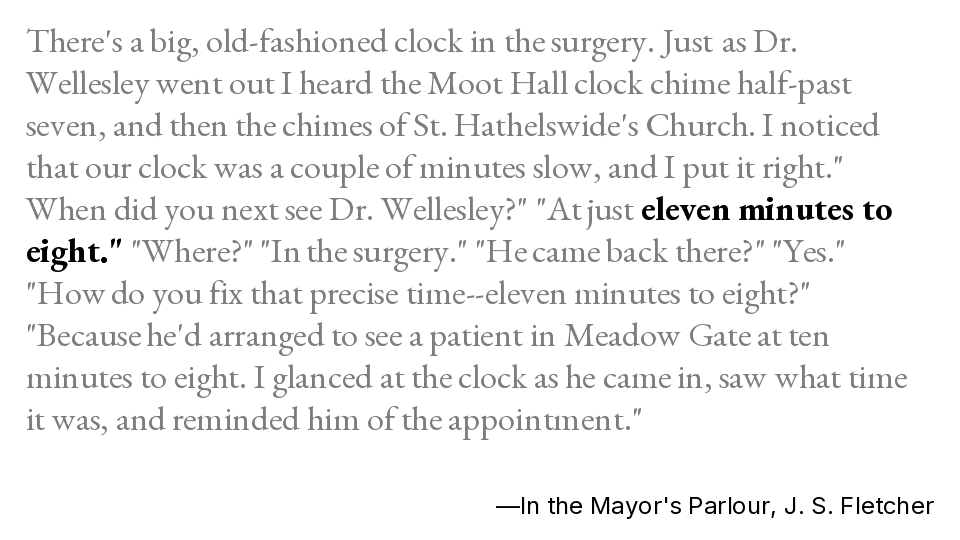 There's a big, old-fashioned clock in the surgery. Just as Dr.
Wellesley went out I heard the Moot Hall clock chime half-past
seven, and then the chimes of St. Hathelswide's Church. I noticed
that our clock was a couple of minutes slow, and I put it right."
When did you next see Dr. Wellesley?" "At just eleven minutes to
eight." "Where?" "In the surgery." "He came back there?" "Yes."
"How do you fix that precise time--eleven minutes to eight?"
"Because he'd arranged to see a patient in Meadow Gate at ten
minutes to eight. I glanced at the clock as he came in, saw what time
it was, and reminded him of the appointment."
—In the Mayor's Parlour, J. S. Fletcher